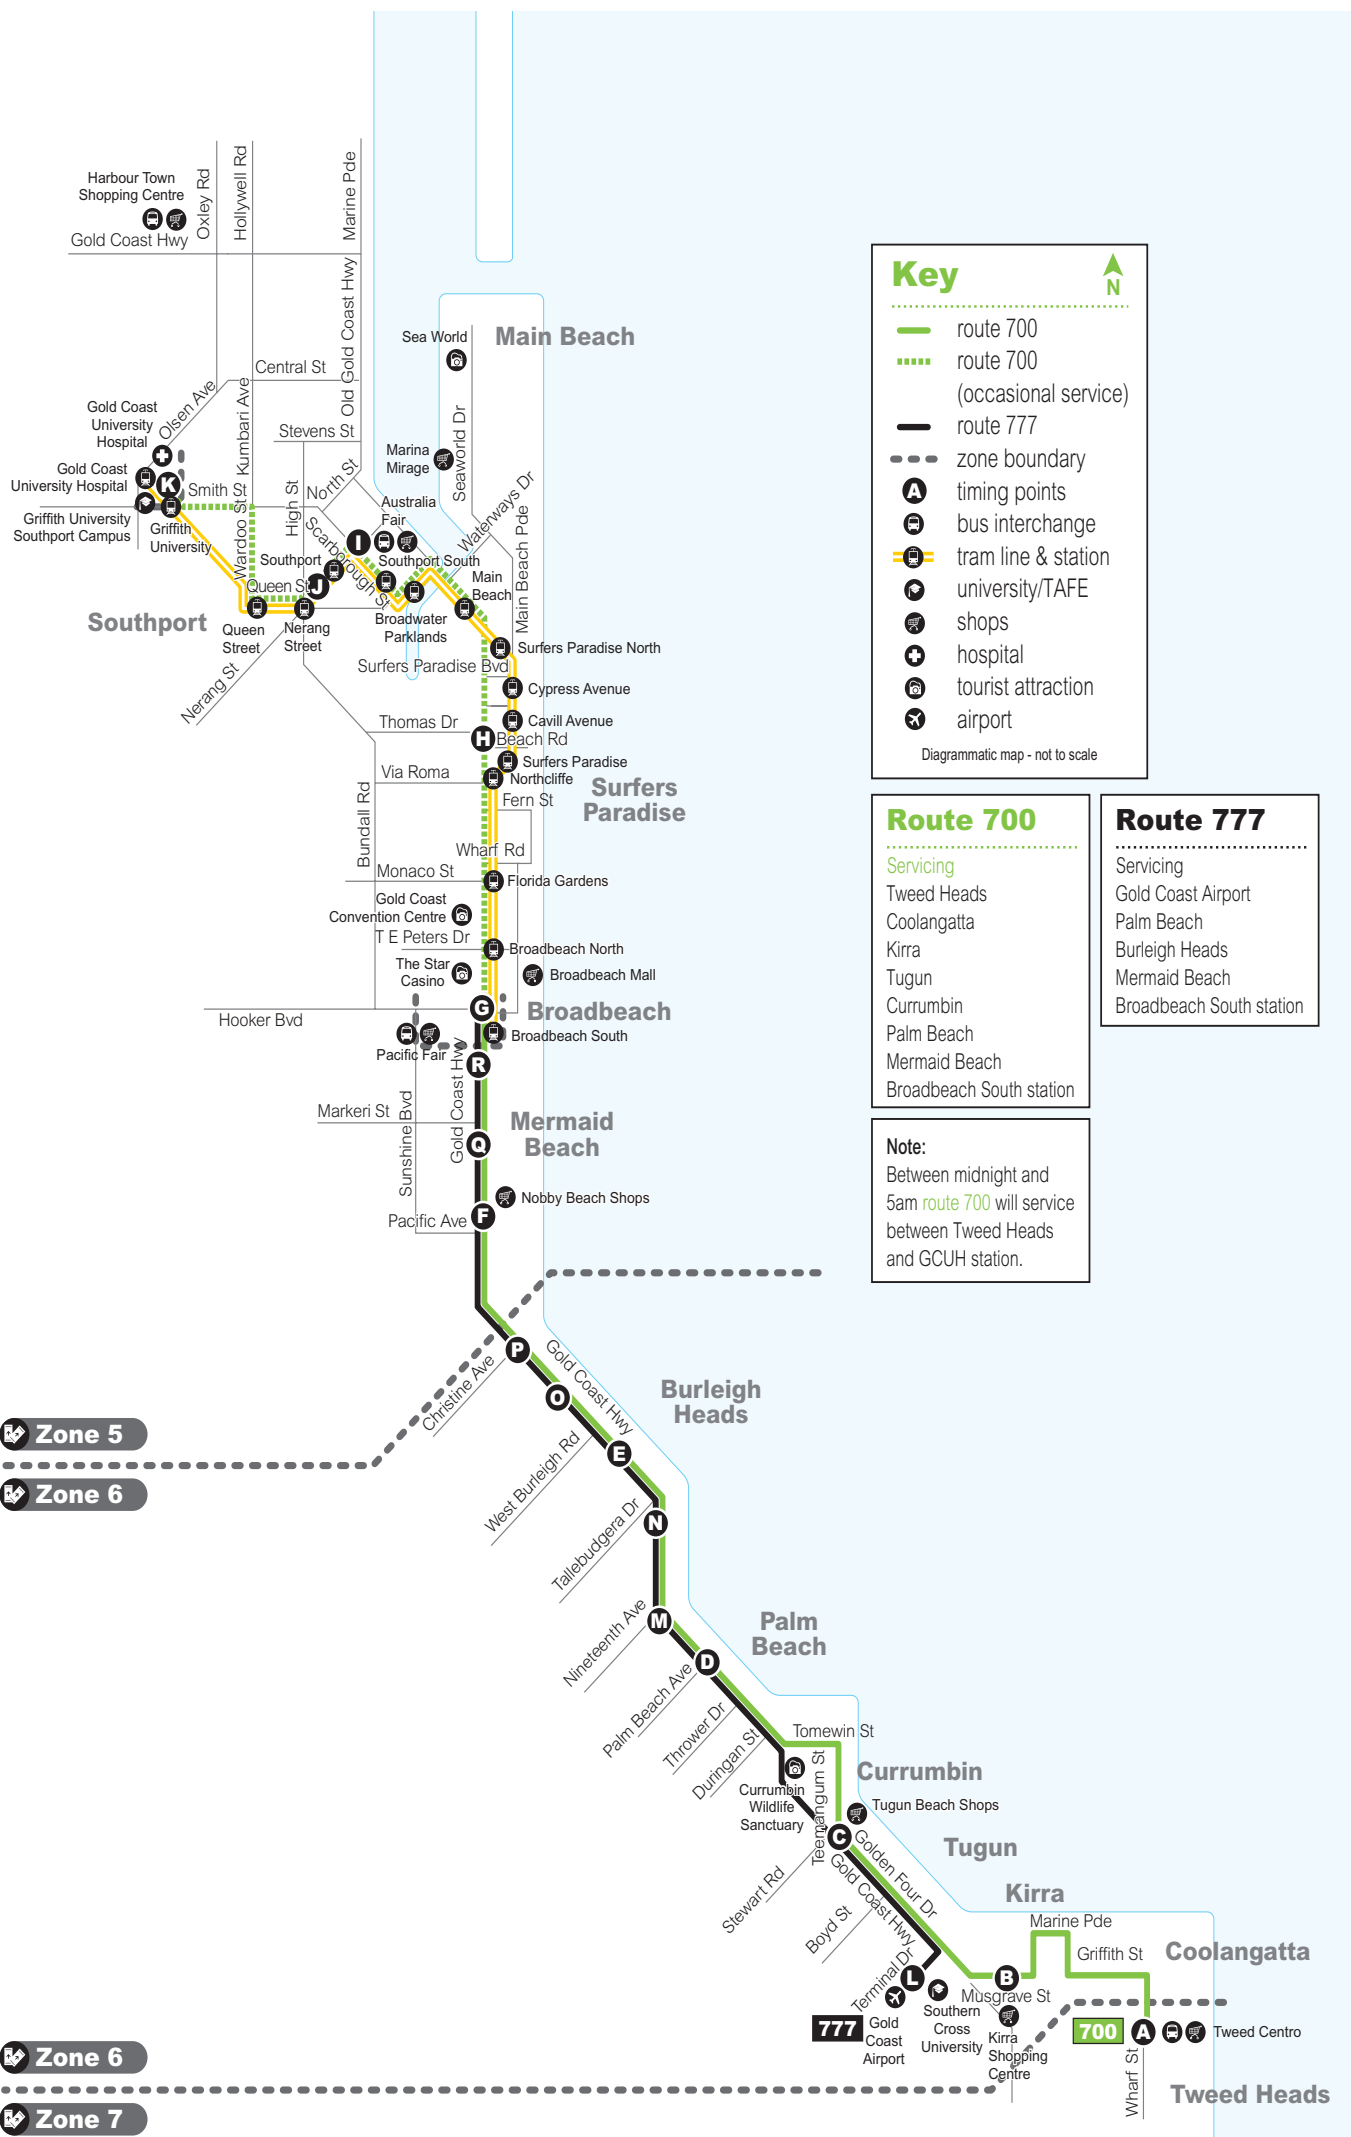 Harbour Town
Shopping Centre
Gold Coast Hwy
Oxley Rd
Hollywell Rd
Marine Pde
Old Gold Coast Hwy
Central St
Olsen Ave
Kumbari Ave
Stevens St
Gold Coast
University
Hospital
Gold Coast
University Hospital
K
Smith St
Griffith University
Southport Campus
Griffith
University
Wardoo St
High St
North St
Scarborough St
Southport
Queen St
J
I
Australia
Fair
Southport South
Broadwater
Parklands
Main
Beach
Queen
Street
Nerang
Street
Nerang St
Southport
Sea World
Main Beach
Marina
Mirage
Seaworld Dr
Waterways Dr
Main Beach Pde
Surfers Paradise North
Surfers Paradise Bvd
Cypress Avenue
Cavill Avenue
Thomas Dr
H
Beach Rd
Surfers Paradise
Via Roma
Northcliffe
Surfers
Paradise
Fern St
Bundall Rd
Wharf Rd
Monaco St
Florida Gardens
Gold Coast
Convention Centre
T E Peters Dr
Broadbeach North
The Star
Casino
Broadbeach Mall
G
Broadbeach
Hooker Bvd
Broadbeach South
Pacific Fair
R
Gold Coast Hwy
Sunshine Bvd
Markeri St
Mermaid
Beach
Q
Nobby Beach Shops
Pacific Ave
F
P
Christine Ave
Gold Coast Hwy
O
Burleigh
Heads
E
West Burleigh Rd
Zone 5
Zone 6
N
Tallebudgera Dr
M
Nineteenth Ave
Palm
Beach
D
Palm Beach Ave
Thrower Dr
Duringan St
Tomewin St
Teemangum St
Currumbin
Currumbin
Wildlife
Sanctuary
Tugun Beach Shops
C
Tugun
Golden Four Dr
Gold Coast Hwy
Stewart Rd
Boyd St
Kirra
Marine Pde
Griffith St
Coolangatta
Terminal Dr
L
B
Musgrave St
777
Gold
Coast
Airport
Southern
Cross
University
Kirra
Shopping
Centre
700
A
Tweed Centro
Wharf St
Tweed Heads
Zone 6
Zone 7
Key
N
route 700
route 700
(occasional service)
route 777
zone boundary
A
timing points
bus interchange
tram line & station
university/TAFE
shops
hospital
tourist attraction
airport
Diagrammatic map - not to scale
Route 700
Servicing
Tweed Heads
Coolangatta
Kirra
Tugun
Currumbin
Palm Beach
Mermaid Beach
Broadbeach South station
Route 777
Servicing
Gold Coast Airport
Palm Beach
Burleigh Heads
Mermaid Beach
Broadbeach South station
Note:
Between midnight and
5am route 700 will service
between Tweed Heads
and GCUH station.